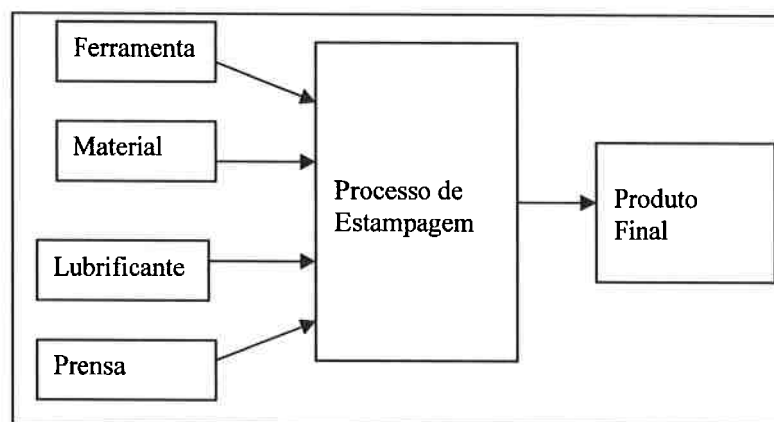 Ferramenta
Material
Lubrificante
Prensa
Processo de
Estampagem
Produto
Final